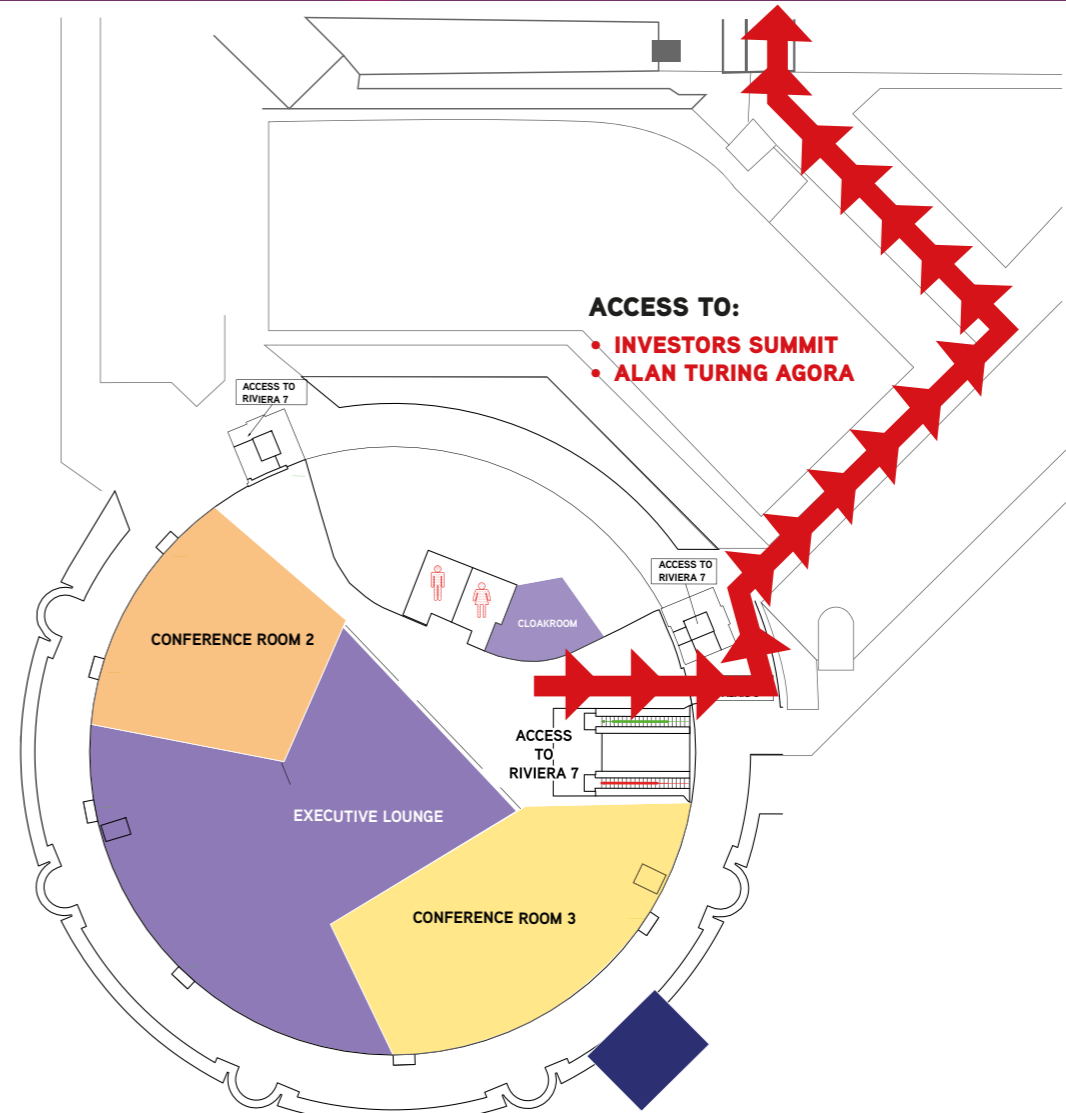 ACCESS TO:
• INVESTORS SUMMIT
• ALAN TURING AGORA
ACCESS TO
RIVIERA 7
ACCESS TO
RIVIERA 7
CLOAKROOM
CONFERENCE ROOM 2
ACCESS
TO
RIVIERA 7
EXECUTIVE LOUNGE
CONFERENCE ROOM 3